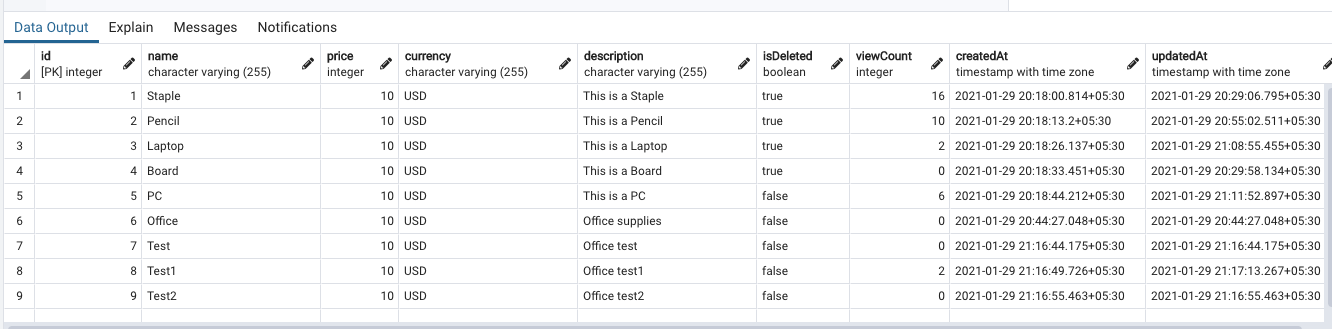 Data Output Explain Messages Notifications
id name price currency description isDeleted viewCount createdAt updatedAt
[PK] integer character varying (255) integer character varying (255) character varying (255) boolean integer timestamp with time zone timestamp with time zone
1 1 Staple 10 USD This is a Staple true 16 2021-01-29 20:18:00.814+05:30 2021-01-29 20:29:06.795+05:30
2 2 Pencil 10 USD This is a Pencil true 10 2021-01-29 20:18:13.2+05:30 2021-01-29 20:55:02.511+05:30
3 3 Laptop 10 USD This is a Laptop true 2 2021-01-29 20:18:26.137+05:30 2021-01-29 21:08:55.455+05:30
4 4 Board 10 USD This is a Board true 0 2021-01-29 20:18:33.451+05:30 2021-01-29 20:29:58.134+05:30
5 5 PC 10 USD This is a PC false 6 2021-01-29 20:18:44.212+05:30 2021-01-29 21:11:52.897+05:30
6 6 Office 10 USD Office supplies false 0 2021-01-29 20:44:27.048+05:30 2021-01-29 20:44:27.048+05:30
7 7 Test 10 USD Office test false 0 2021-01-29 21:16:44.175+05:30 2021-01-29 21:16:44.175+05:30
8 8 Test1 10 USD Office test1 false 2 2021-01-29 21:16:49.726+05:30 2021-01-29 21:17:13.267+05:30
9 9 Test2 10 USD Office test2 false 0 2021-01-29 21:16:55.463+05:30 2021-01-29 21:16:55.463+05:30